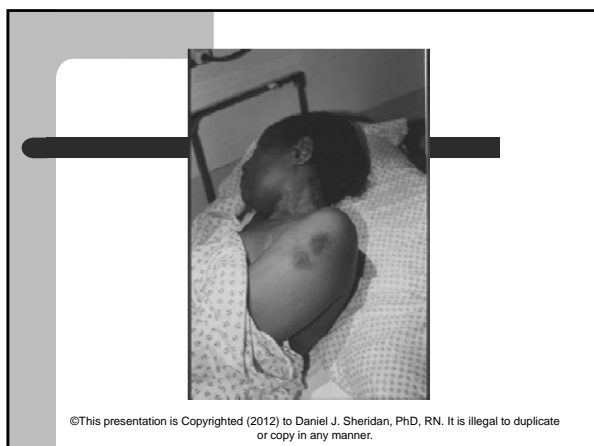 ©This presentation is Copyrighted (2012) to Daniel J. Sheridan, PhD, RN. It is illegal to duplicate
or copy in any manner.